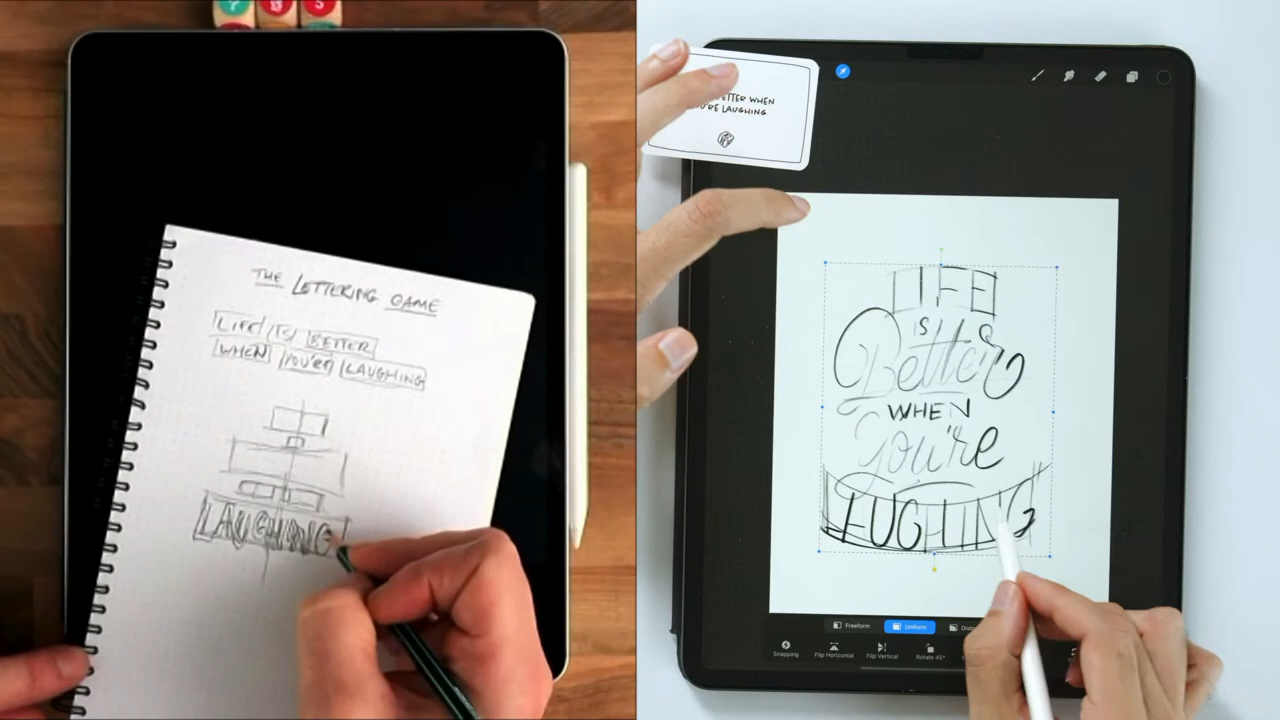 THE LETTERING GAME
LIFE IS BETTER
WHEN YOU'RE LAUGHING
LAUGHING
BETTER WHEN
YOU'RE LAUGHING
LIFE
IS
Better
WHEN
You're
LUGHING
Freeform
Uniform
Snapping
Flip Horizontal
Flip Vertical
Rotate 45°